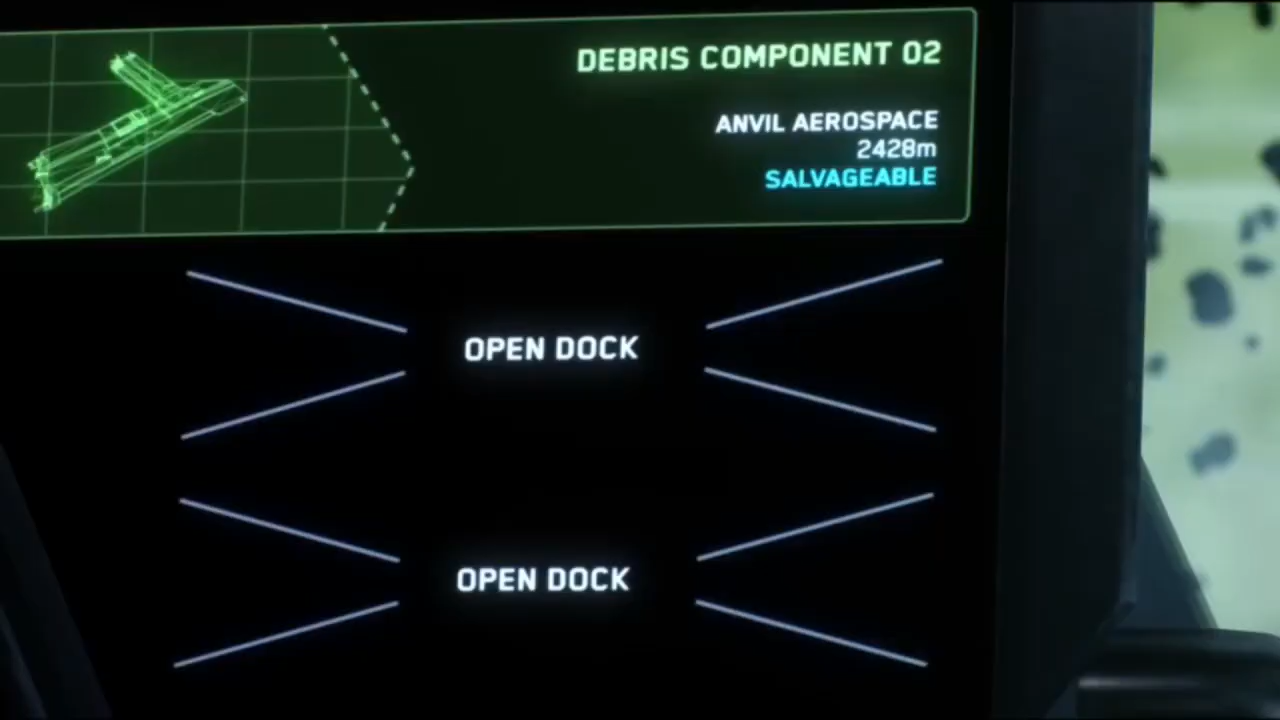 DEBRIS COMPONENT 02
ANVIL AEROSPACE
2428m
SALVAGEABLE
OPEN DOCK
OPEN DOCK